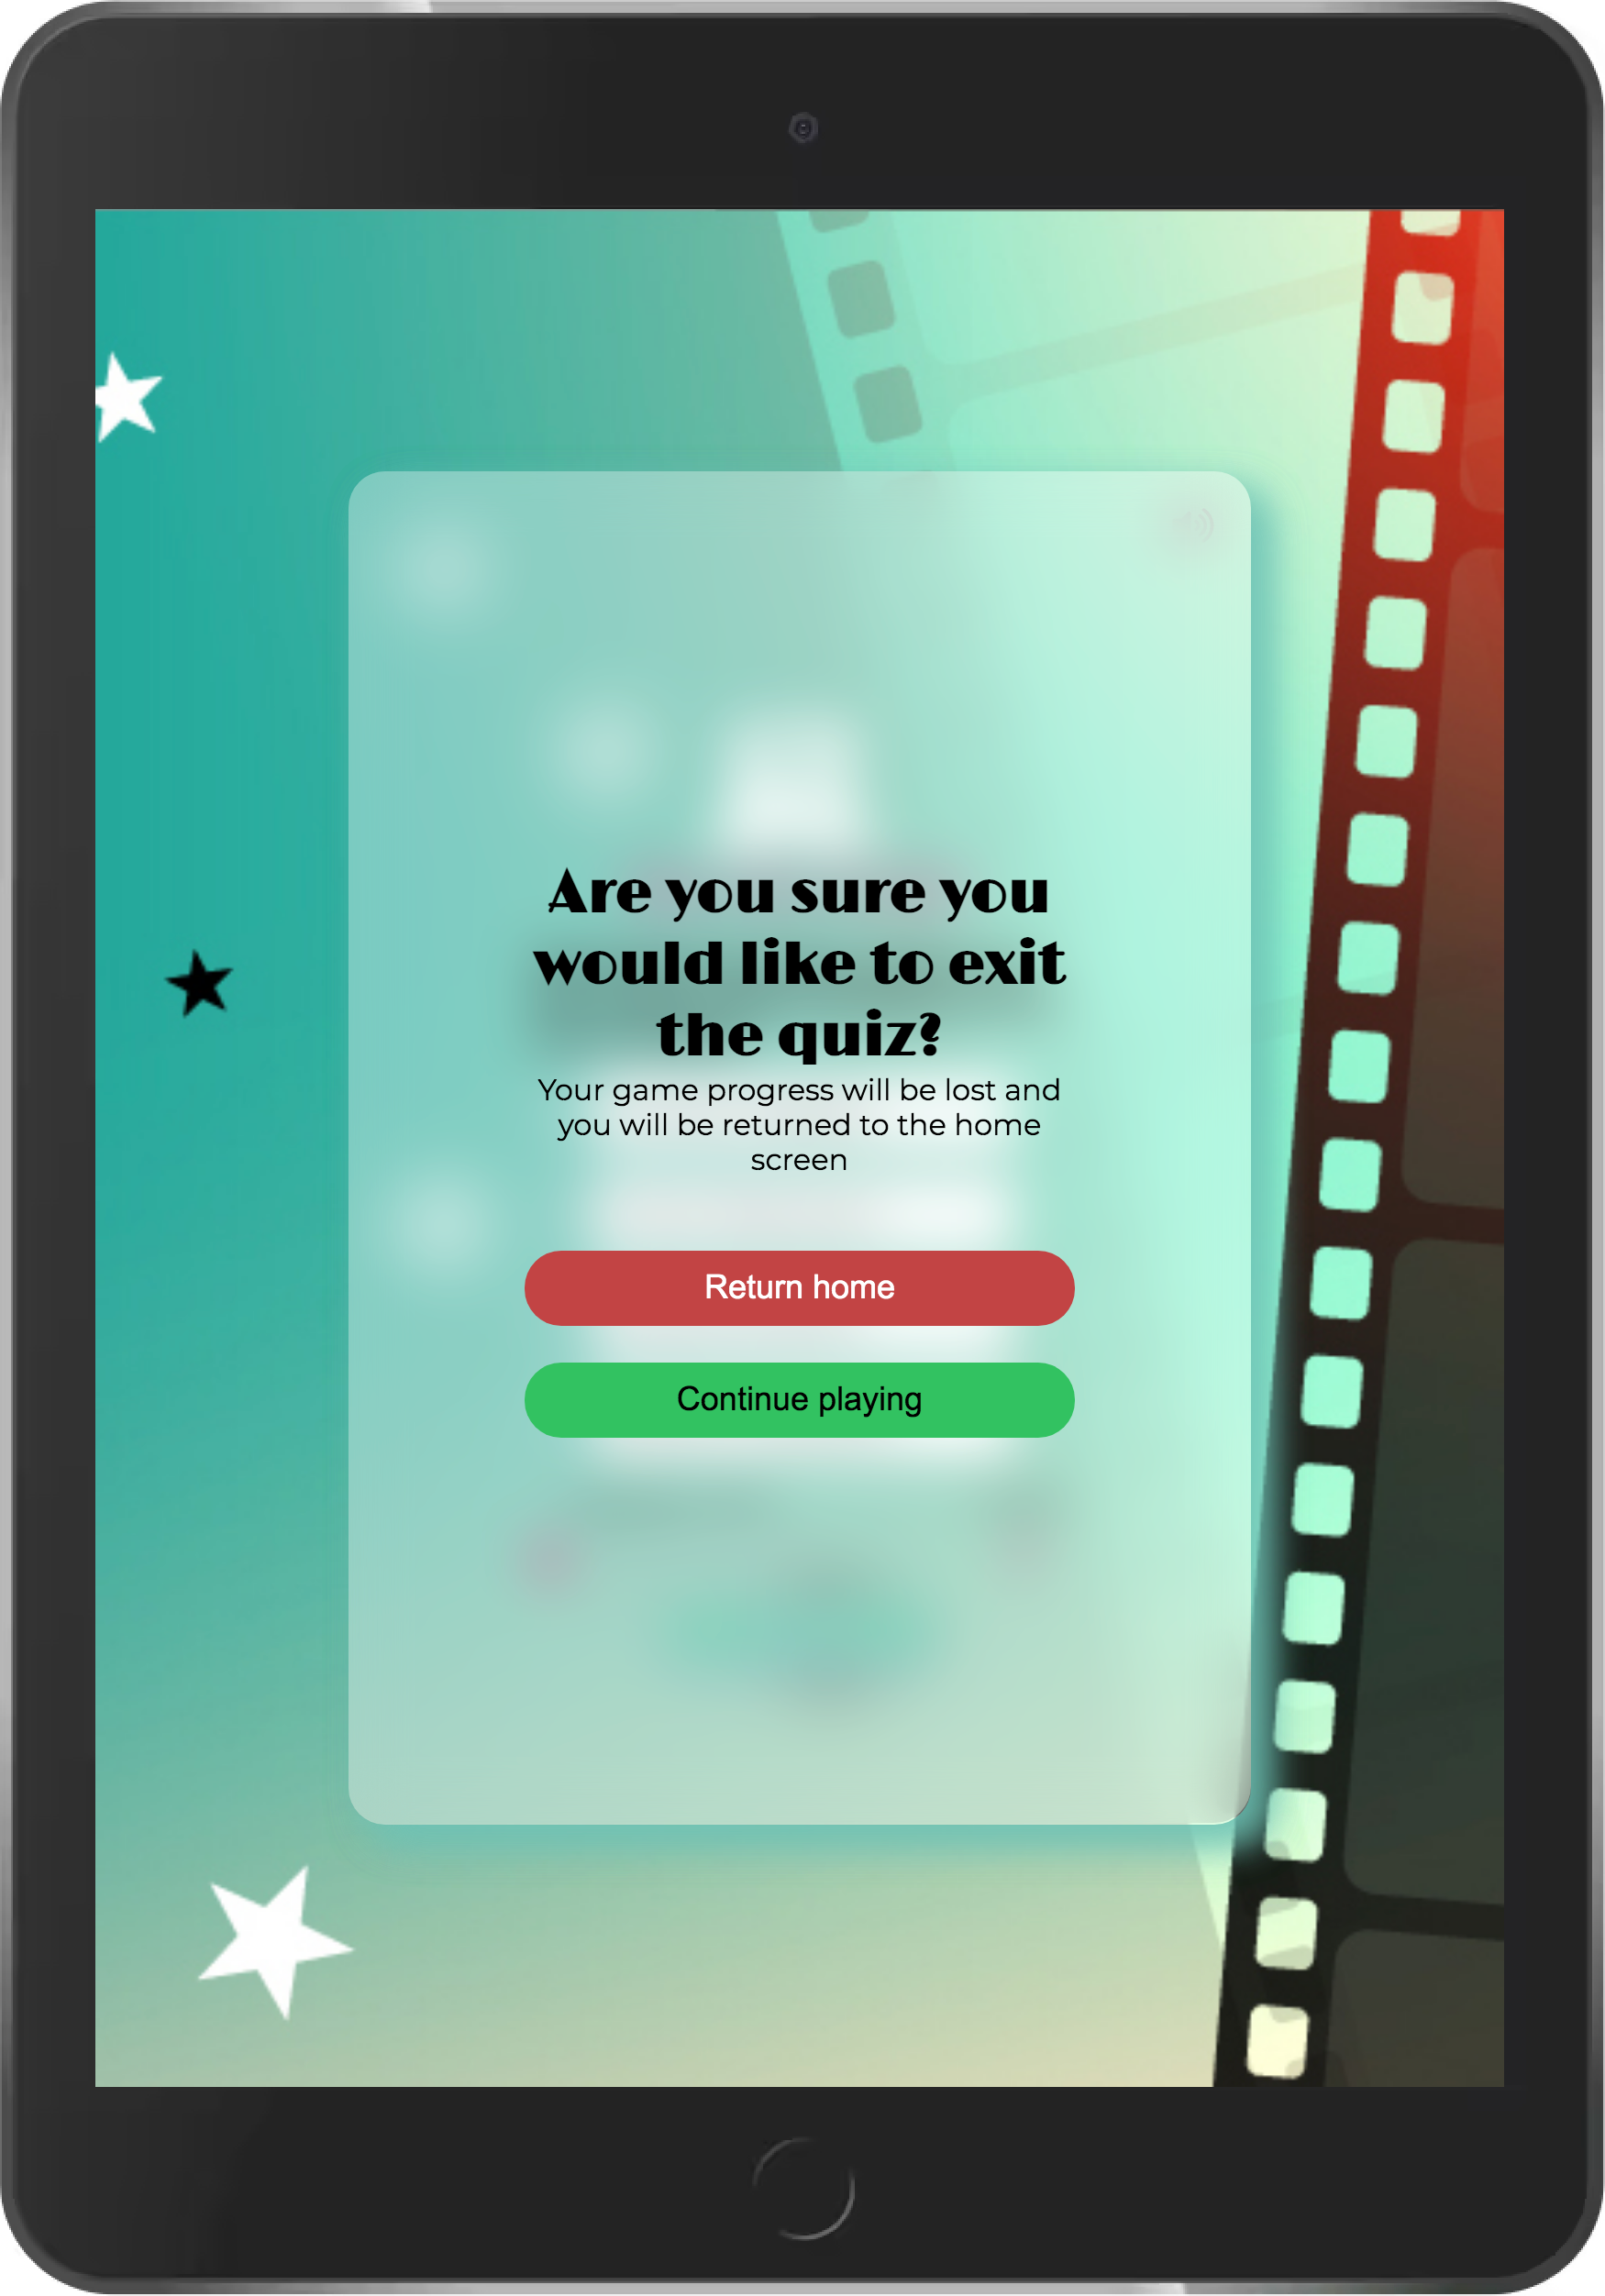 Are you sure you
would like to exit
the quiz?
Your game progress will be lost and
you will be returned to the home
screen
Return home
Continue playing